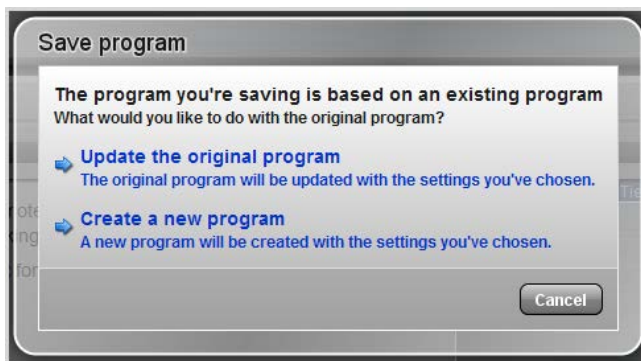 Save program
The program you're saving is based on an existing program
What would you like to do with the original program?
Update the original program
The original program will be updated with the settings you've chosen.
Create a new program
A new program will be created with the settings you've chosen.
Cancel